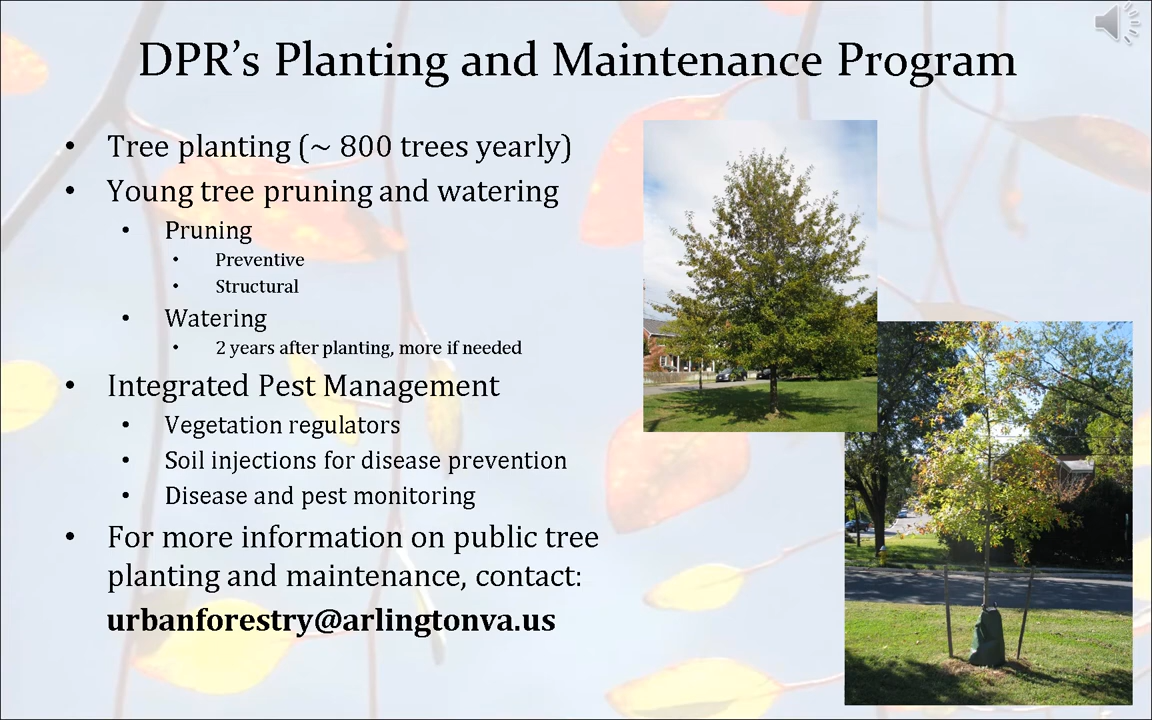 DPR’s Planting and Maintenance Program
• Tree planting (~ 800 trees yearly)
• Young tree pruning and watering
• Pruning
• Preventive
• Structural
• Watering
• 2 years after planting, more if needed
• Integrated Pest Management
• Vegetation regulators
• Soil injections for disease prevention
• Disease and pest monitoring
• For more information on public tree
planting and maintenance, contact:
urbanforestry@arlingtonva.us